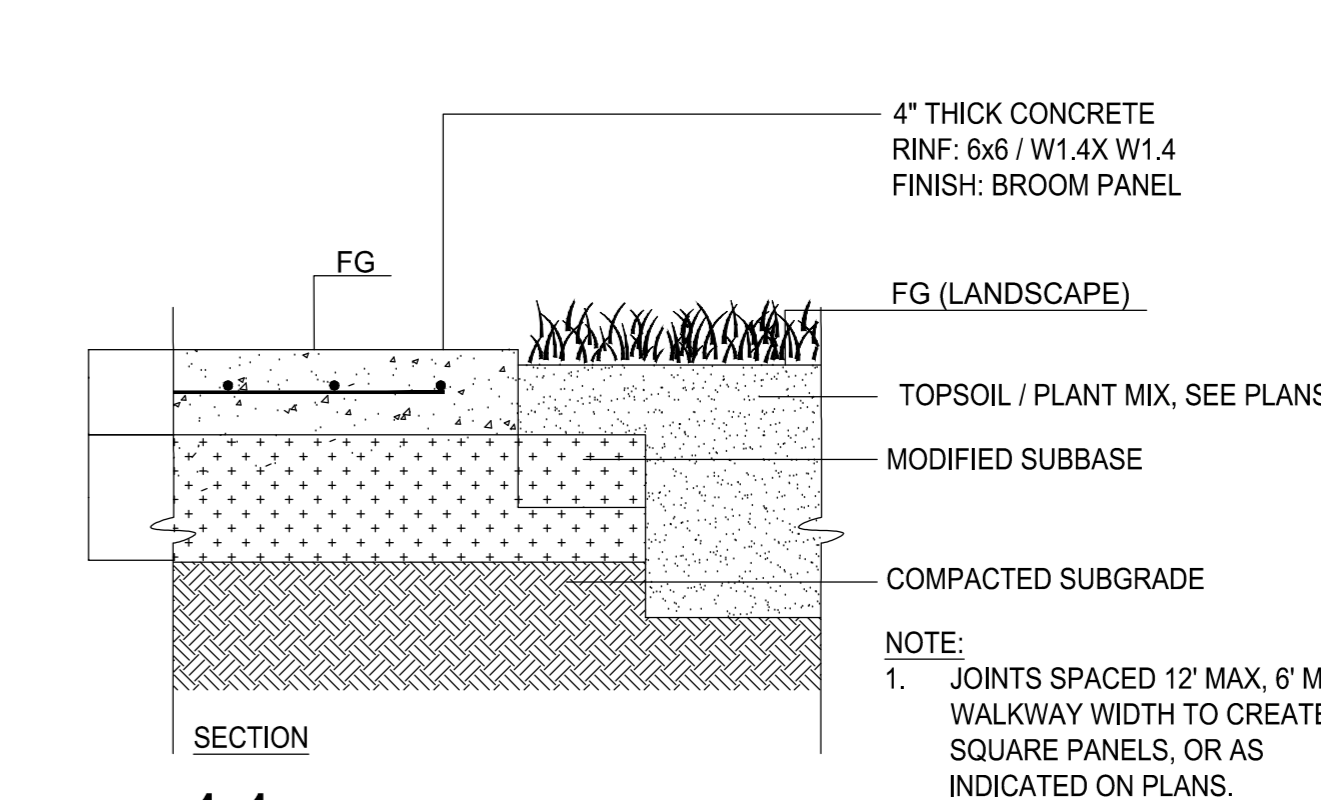 4" THICK CONCRETE
RINF: 6x6 / W1.4X W1.4
FINISH: BROOM PANEL
FG
FG (LANDSCAPE)
TOPSOIL / PLANT MIX, SEE PLANS
MODIFIED SUBBASE
COMPACTED SUBGRADE
NOTE:
1. JOINTS SPACED 12' MAX, 6' M
WALKWAY WIDTH TO CREATE
SQUARE PANELS, OR AS
INDICATED ON PLANS.
SECTION